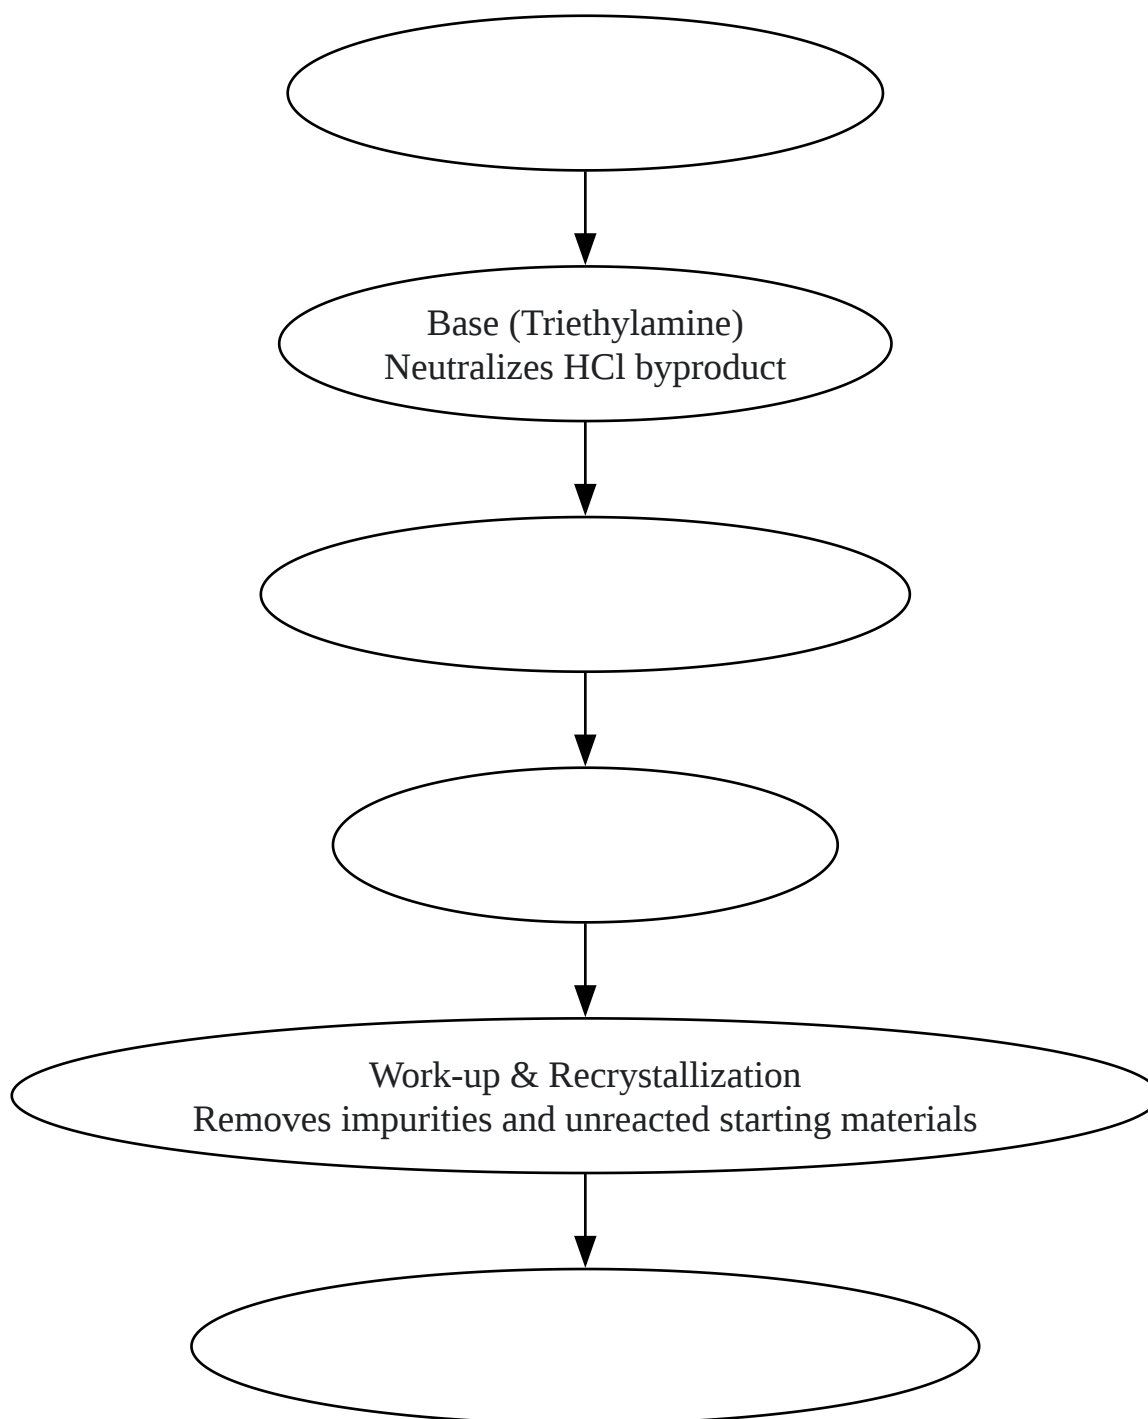 Base (Triethylamine)
Neutralizes HCl byproduct
Work-up & Recrystallization
Removes impurities and unreacted starting materials